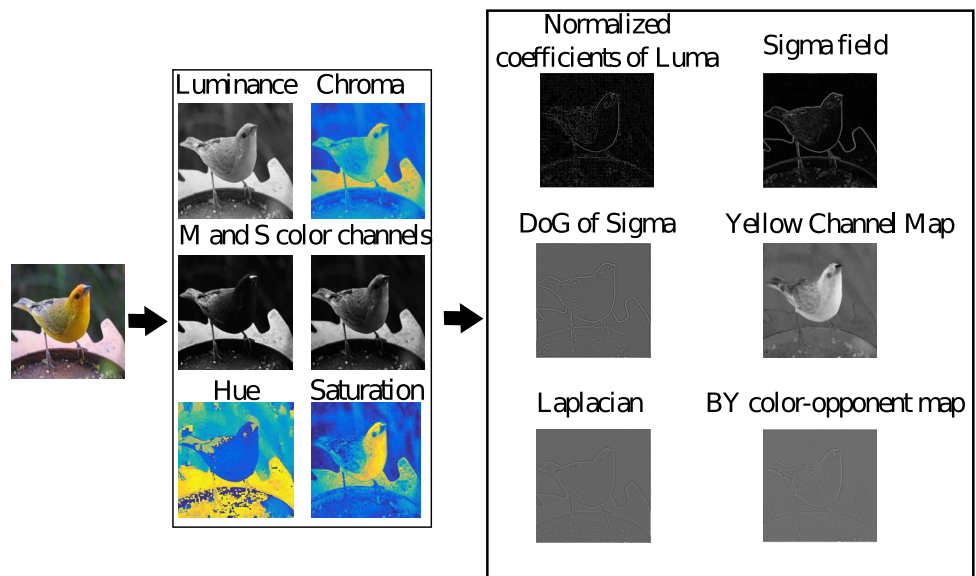 Luminance Chroma
M and S color channels
Hue Saturation
Normalized
coefficients of Luma
Sigma field
DoG of Sigma
Yellow Channel Map
Laplacian
BY color-opponent map